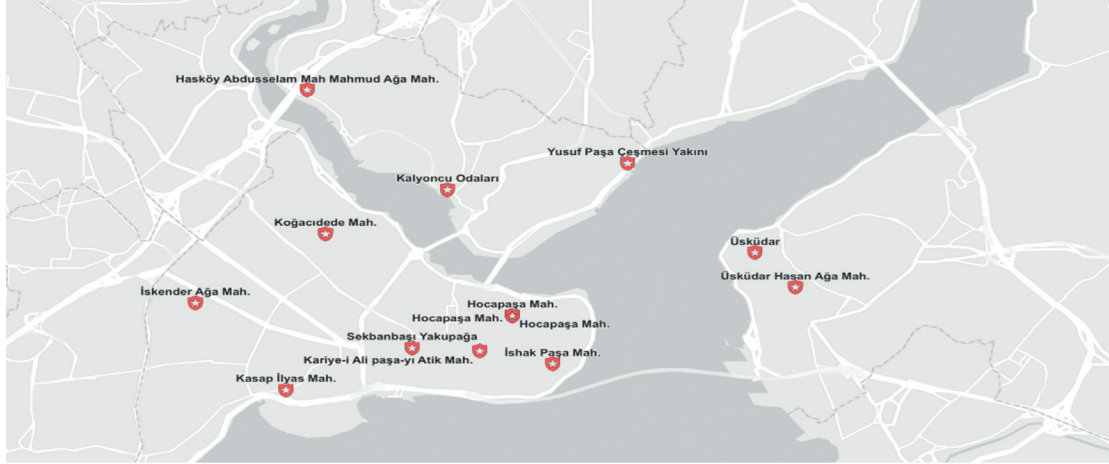 Hasköy Abdusselam Mah Mahmud Ağa Mah.
Yusuf Paşa Çeşmesi Yakını
Kalyoncu Odaları
Koğacıdede Mah.
Üsküdar
Üsküdar Hasan Ağa Mah.
İskender Ağa Mah.
Hocapaşa Mah.
Hocapaşa Mah.
Hocapaşa Mah.
Sekbanbaşı Yakupağa
İshak Paşa Mah.
Kariye-i Ali paşa-yı Atik Mah.
Kasap İlyas Mah.